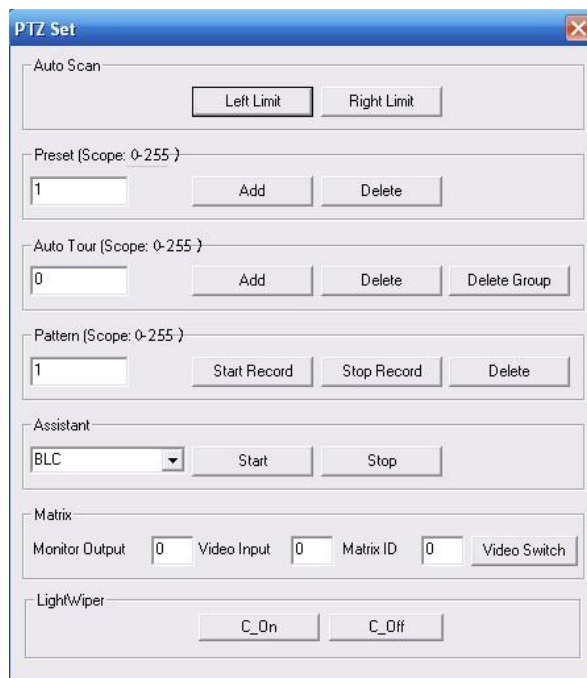 PTZ Set
Auto Scan
Left Limit Right Limit
Preset (Scope: 0-255 )
1 Add Delete
Auto Tour (Scope: 0-255 )
0 Add Delete Delete Group
Pattern (Scope: 0-255 )
1 Start Record Stop Record Delete
Assistant
BLC Start Stop
Matrix
Monitor Output 0 Video Input 0 Matrix ID 0 Video Switch
LightWiper
C_On C_Off